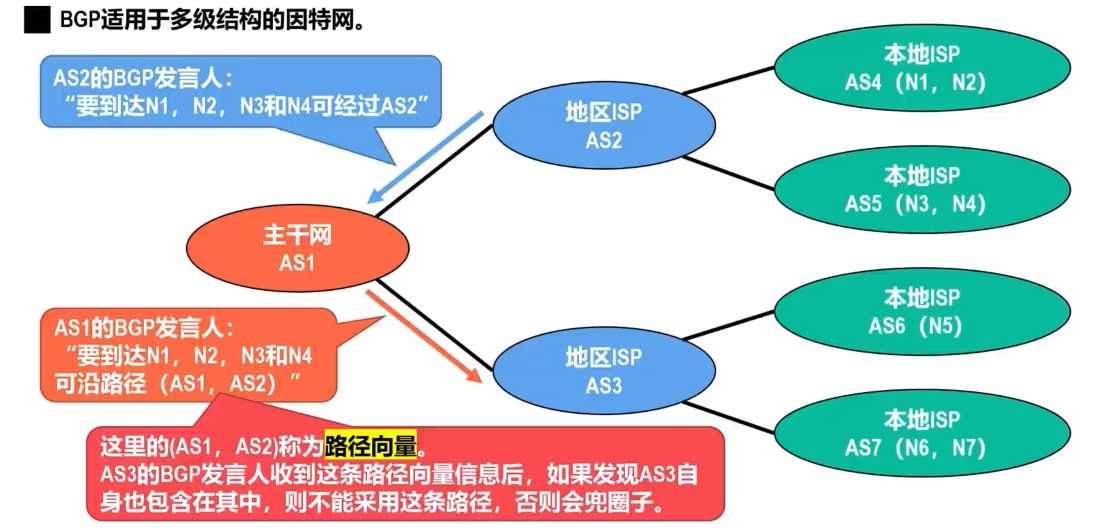 BGP适用于多级结构的因特网。
AS2的BGP发言人：
“要到达N1，N2，N3和N4可经过AS2”
地区ISP
AS2
本地ISP
AS4（N1，N2）
本地ISP
AS5（N3，N4）
主干网
AS1
AS1的BGP发言人：
“要到达N1，N2，N3和N4
可沿路径（AS1，AS2）”
地区ISP
AS3
本地ISP
AS6（N5）
本地ISP
AS7（N6，N7）
这里的(AS1，AS2)称为路径向量。
AS3的BGP发言人收到这条路径向量信息后，如果发现AS3自
身也包含在其中，则不能采用这条路径，否则会兜圈子。